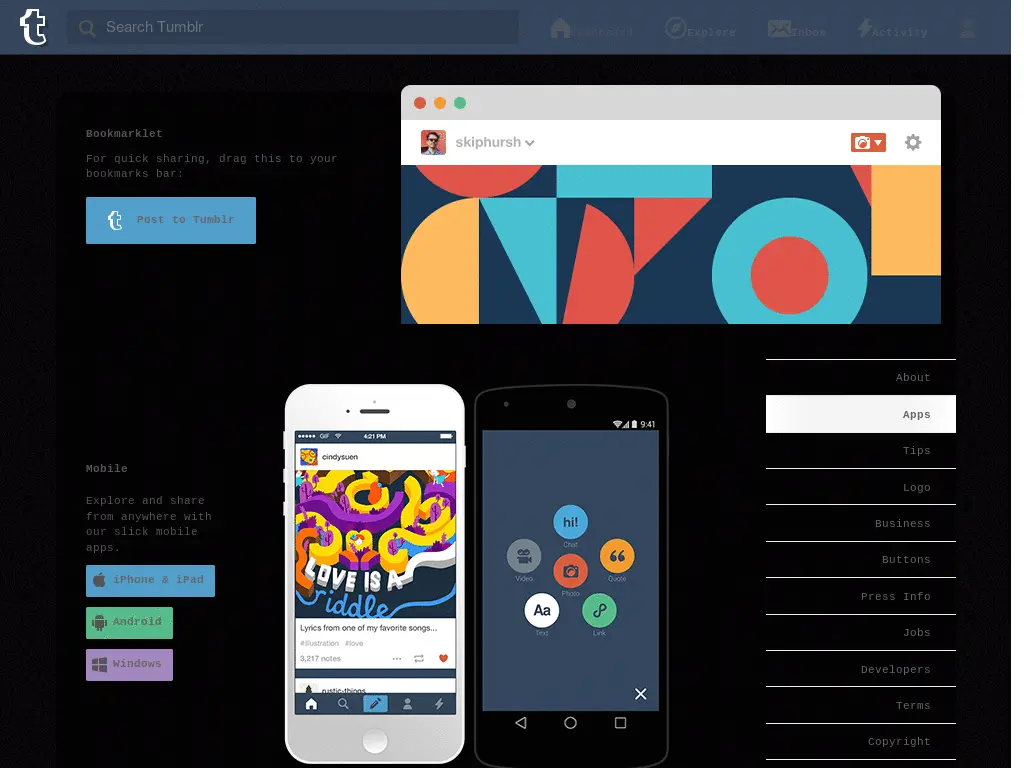 Search Tumblr
Dashboard
Explore
Inbox
Activity
Bookmarklet
For quick sharing, drag this to your
bookmarks bar:
Post to Tumblr
skiphursh
Mobile
Explore and share
from anywhere with
our slick mobile
apps.
iPhone & iPad
Android
Windows
GIF
4:21 PM
cindysuen
LOVE IS A
riddle
Lyrics from one of my favorite songs...
#illustration #love
3,217 notes
rustic-things
9:41
hi!
Chat
Video
Quote
Photo
Aa
Text
Link
About
Apps
Tips
Logo
Business
Buttons
Press Info
Jobs
Developers
Terms
Copyright